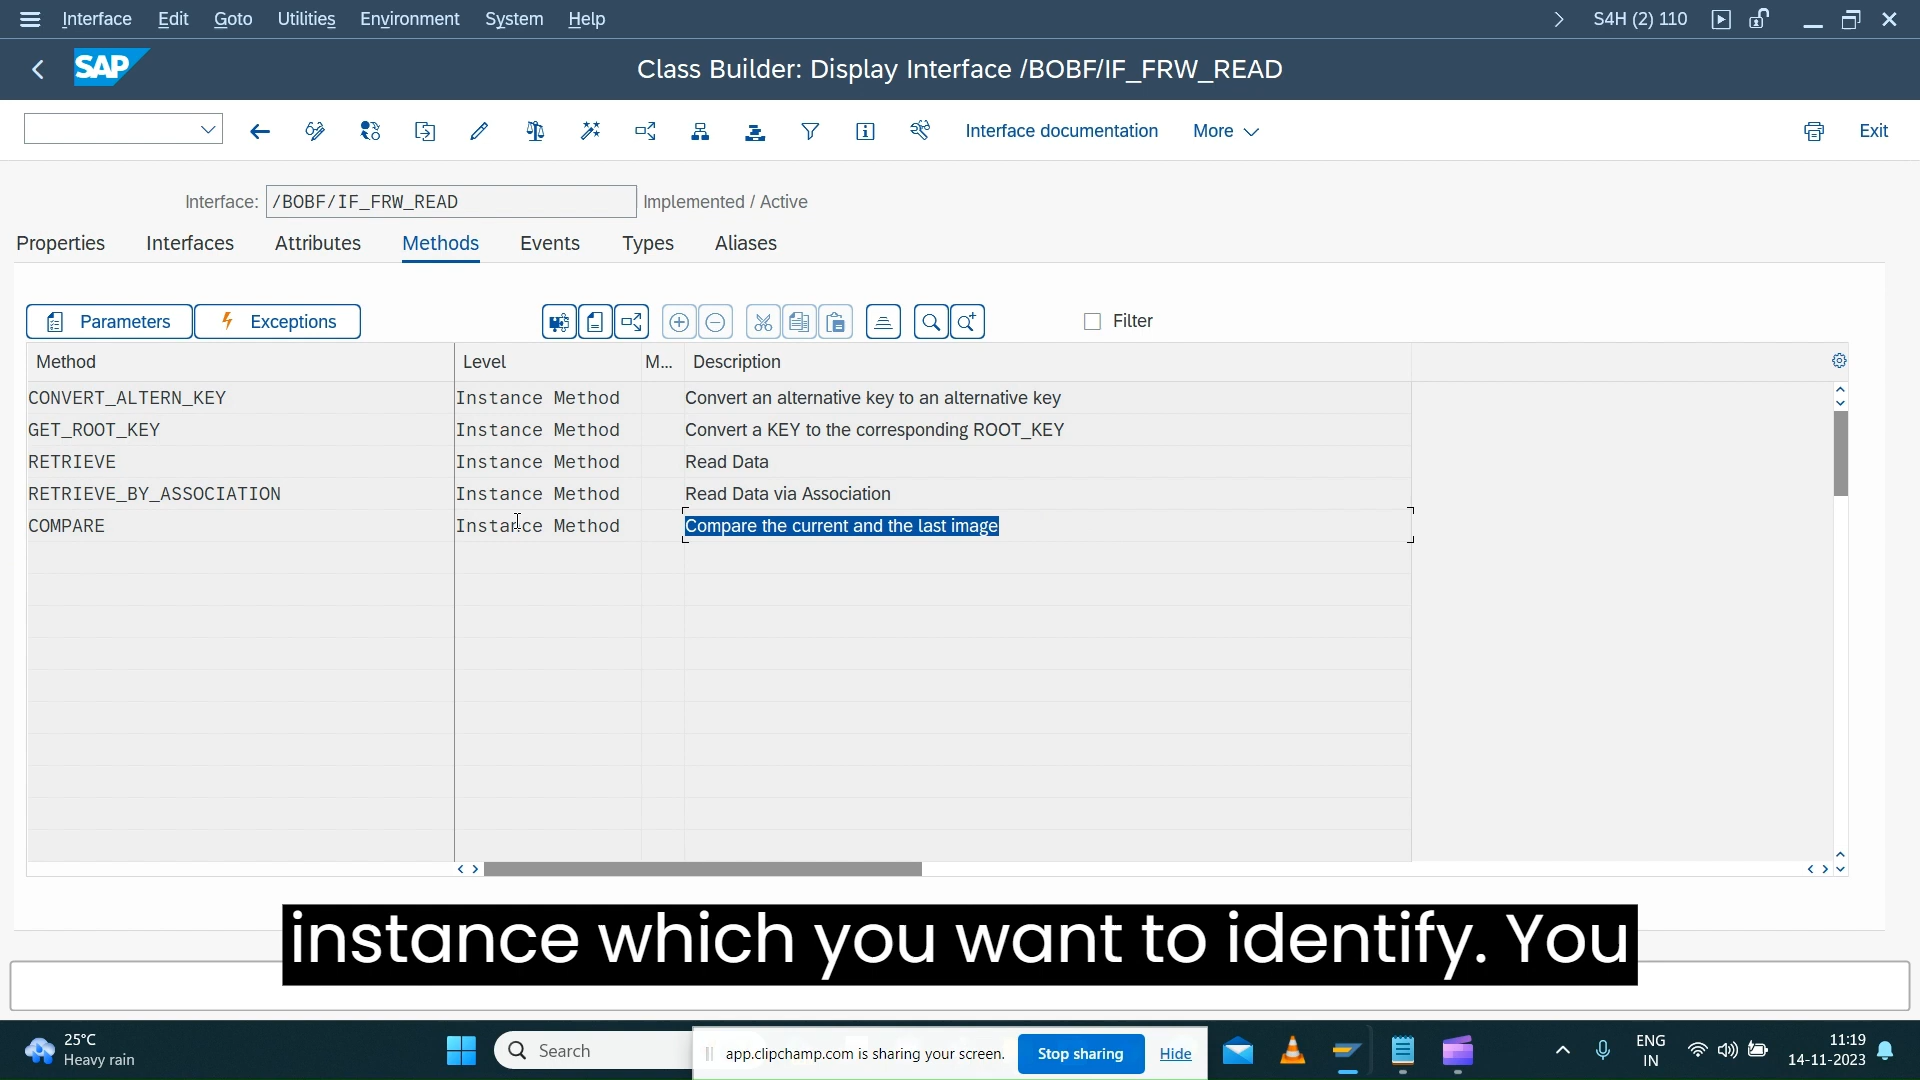 Interface Edit Goto Utilities Environment System Help S4H (2) 110
SAP Class Builder: Display Interface /BOBF/IF_FRW_READ
Interface documentation More Exit
Interface: /BOBF/IF_FRW_READ Implemented / Active
Properties Interfaces Attributes Methods Events Types Aliases
Parameters Exceptions Filter
Method Level M... Description
CONVERT_ALTERN_KEY Instance Method Convert an alternative key to an alternative key
GET_ROOT_KEY Instance Method Convert a KEY to the corresponding ROOT_KEY
RETRIEVE Instance Method Read Data
RETRIEVE_BY_ASSOCIATION Instance Method Read Data via Association
COMPARE Instance Method Compare the current and the last image
instance which you want to identify. You
25°C
Heavy rain
Search
app.clipchamp.com is sharing your screen. Stop sharing Hide
ENG
IN
11:19
14-11-2023